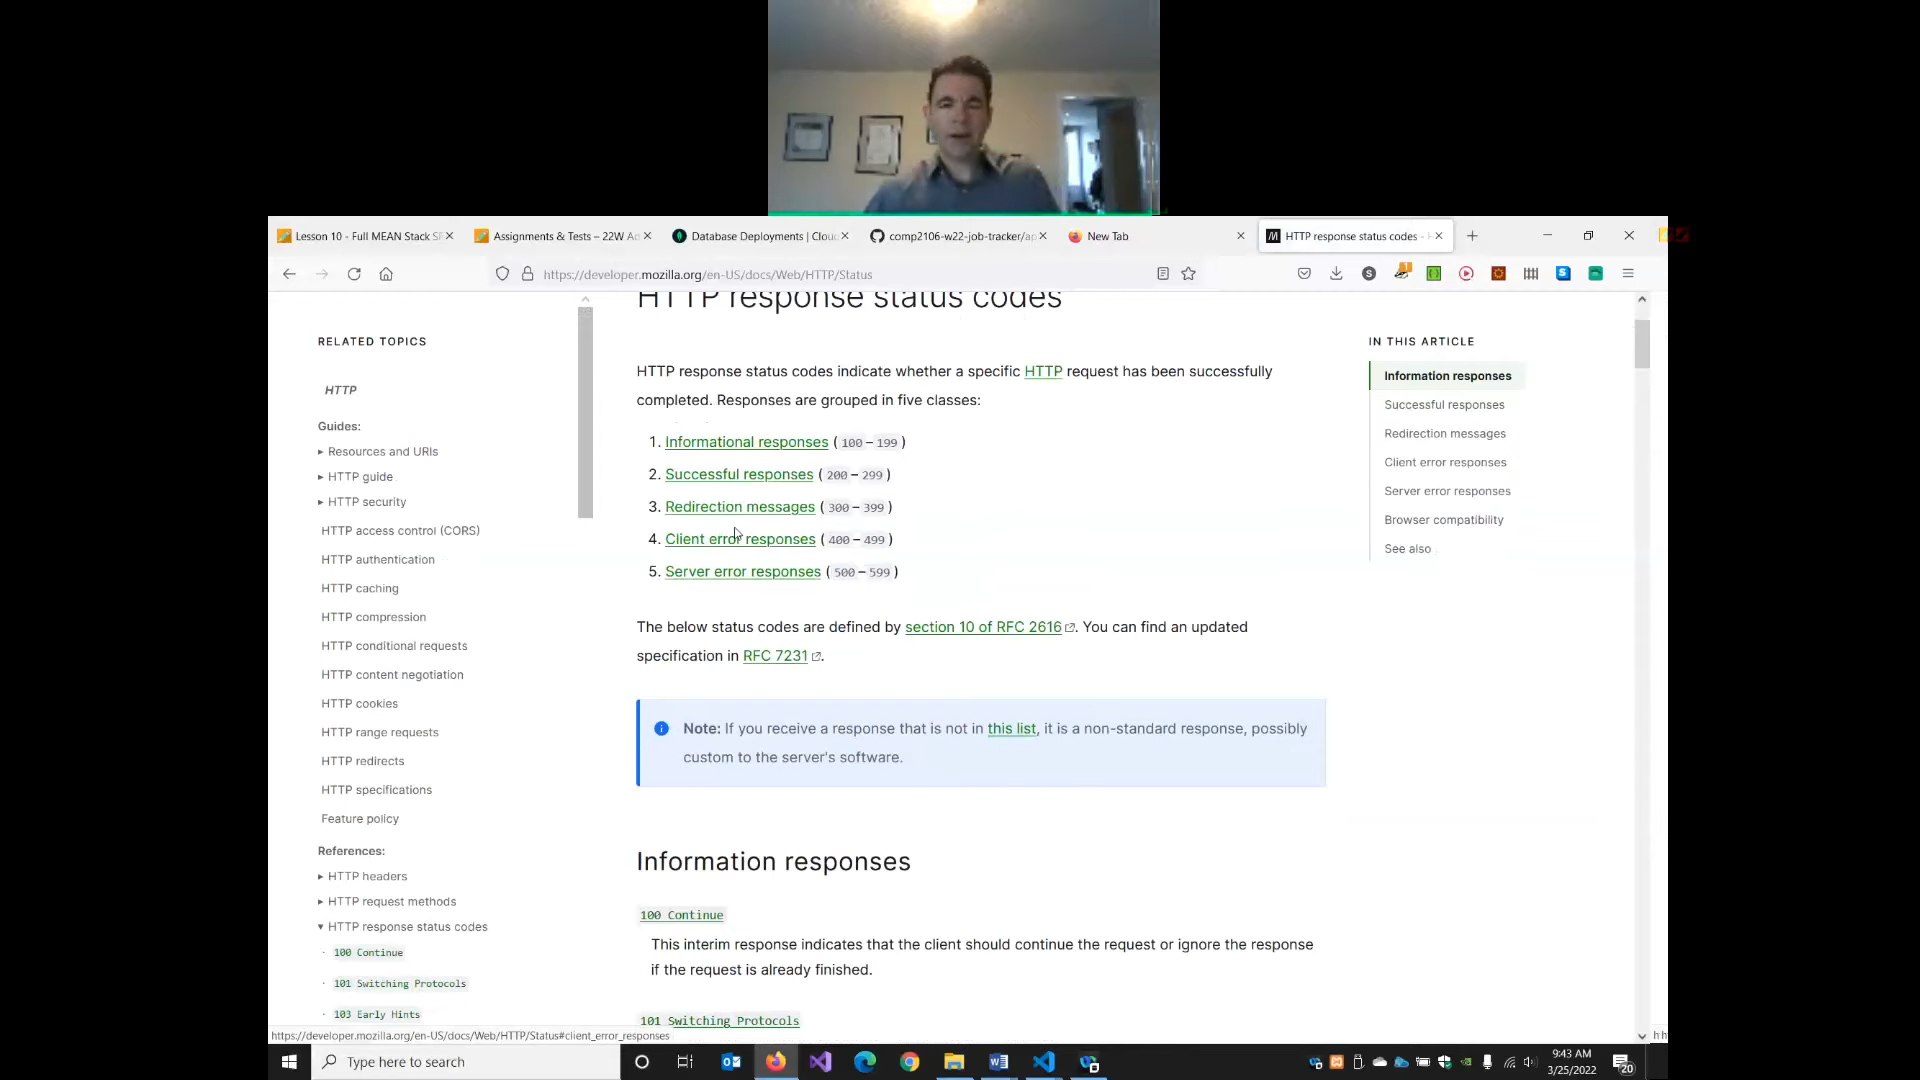 Lesson 10 - Full MEAN Stack
Assignments & Tests – 22W
Database Deployments | Clou
comp2106-w22-job-tracker/
New Tab
HTTP response status codes -
https://developer.mozilla.org/en-US/docs/Web/HTTP/Status
HTTP response status codes
RELATED TOPICS
HTTP
Guides:
Resources and URIs
HTTP guide
HTTP security
HTTP access control (CORS)
HTTP authentication
HTTP caching
HTTP compression
HTTP conditional requests
HTTP content negotiation
HTTP cookies
HTTP range requests
HTTP redirects
HTTP specifications
Feature policy
References:
HTTP headers
HTTP request methods
HTTP response status codes
100 Continue
101 Switching Protocols
103 Early Hints
HTTP response status codes indicate whether a specific HTTP request has been successfully
completed. Responses are grouped in five classes:
1. Informational responses ( 100 – 199 )
2. Successful responses ( 200 – 299 )
3. Redirection messages ( 300 – 399 )
4. Client error responses ( 400 – 499 )
5. Server error responses ( 500 – 599 )
The below status codes are defined by section 10 of RFC 2616. You can find an updated
specification in RFC 7231.
Note: If you receive a response that is not in this list, it is a non-standard response, possibly
custom to the server's software.
Information responses
100 Continue
This interim response indicates that the client should continue the request or ignore the response
if the request is already finished.
101 Switching Protocols
IN THIS ARTICLE
Information responses
Successful responses
Redirection messages
Client error responses
Server error responses
Browser compatibility
See also
https://developer.mozilla.org/en-US/docs/Web/HTTP/Status#client_error_responses
Type here to search
9:43 AM
3/25/2022
20